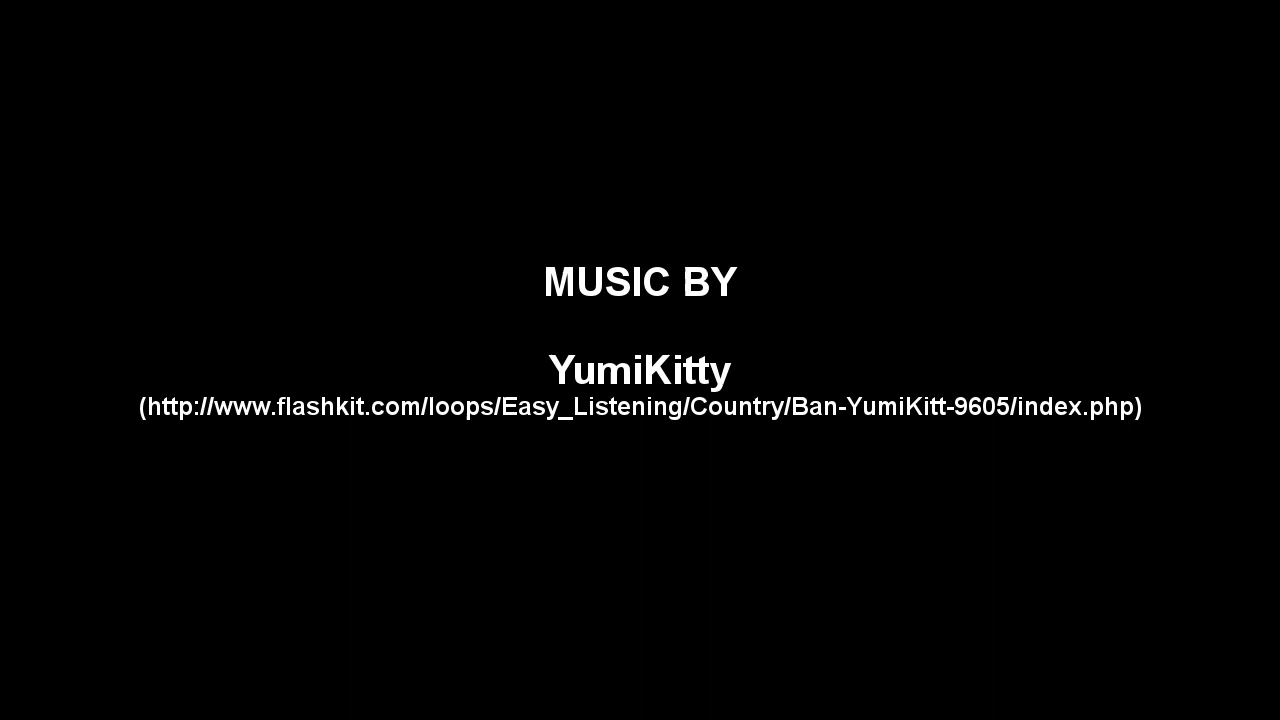 MUSIC BY
YumiKitty
(http://www.flashkit.com/loops/Easy_Listening/Country/Ban-YumiKitt-9605/index.php)